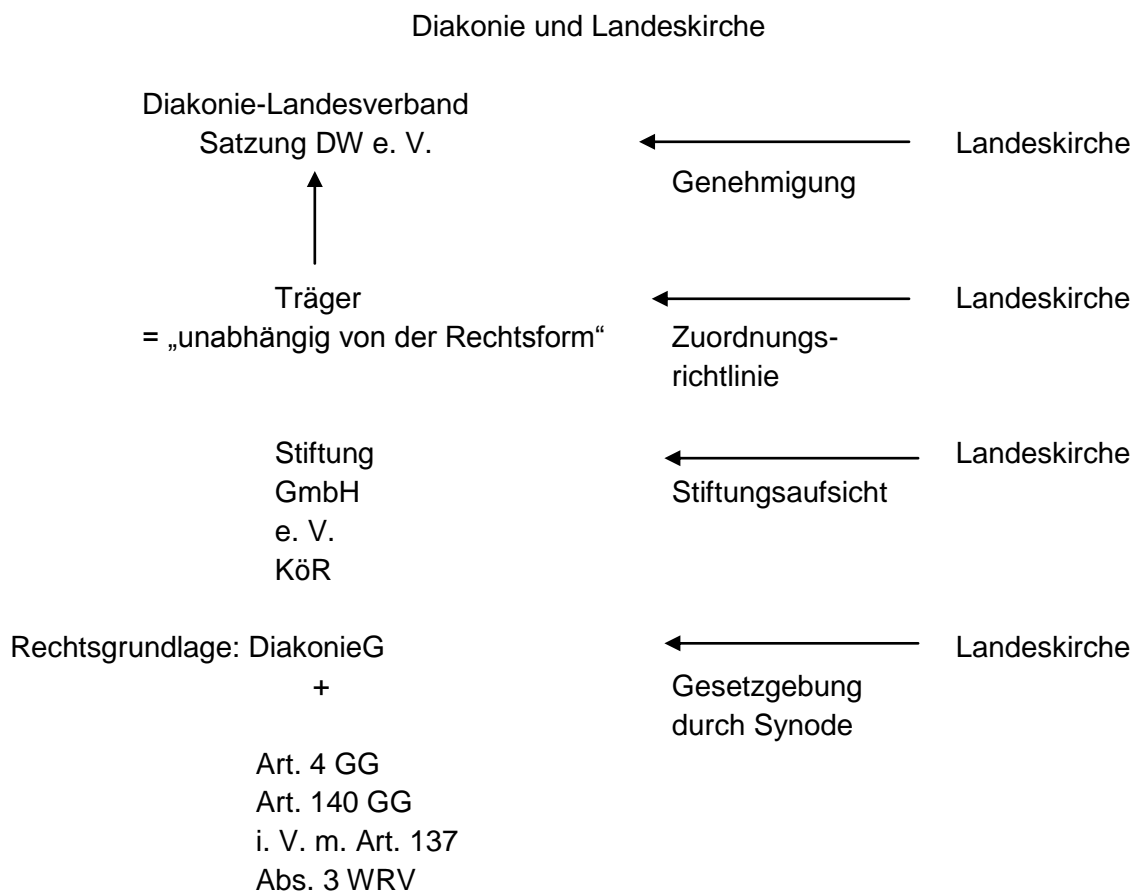 Diakonie und Landeskirche
Diakonie-Landesverband
Satzung DW e. V.
Landeskirche
Genehmigung
Träger
Landeskirche
= „unabhängig von der Rechtsform“
Zuordnungs-
richtlinie
Stiftung
Landeskirche
GmbH
Stiftungsaufsicht
e. V.
KöR
Rechtsgrundlage: DiakonieG
Landeskirche
+
Gesetzgebung
durch Synode
Art. 4 GG
Art. 140 GG
i. V. m. Art. 137
Abs. 3 WRV